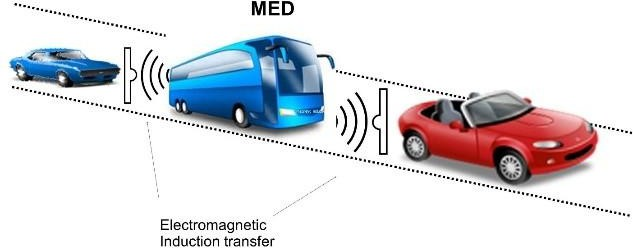 MED
Electromagnetic
Induction transfer